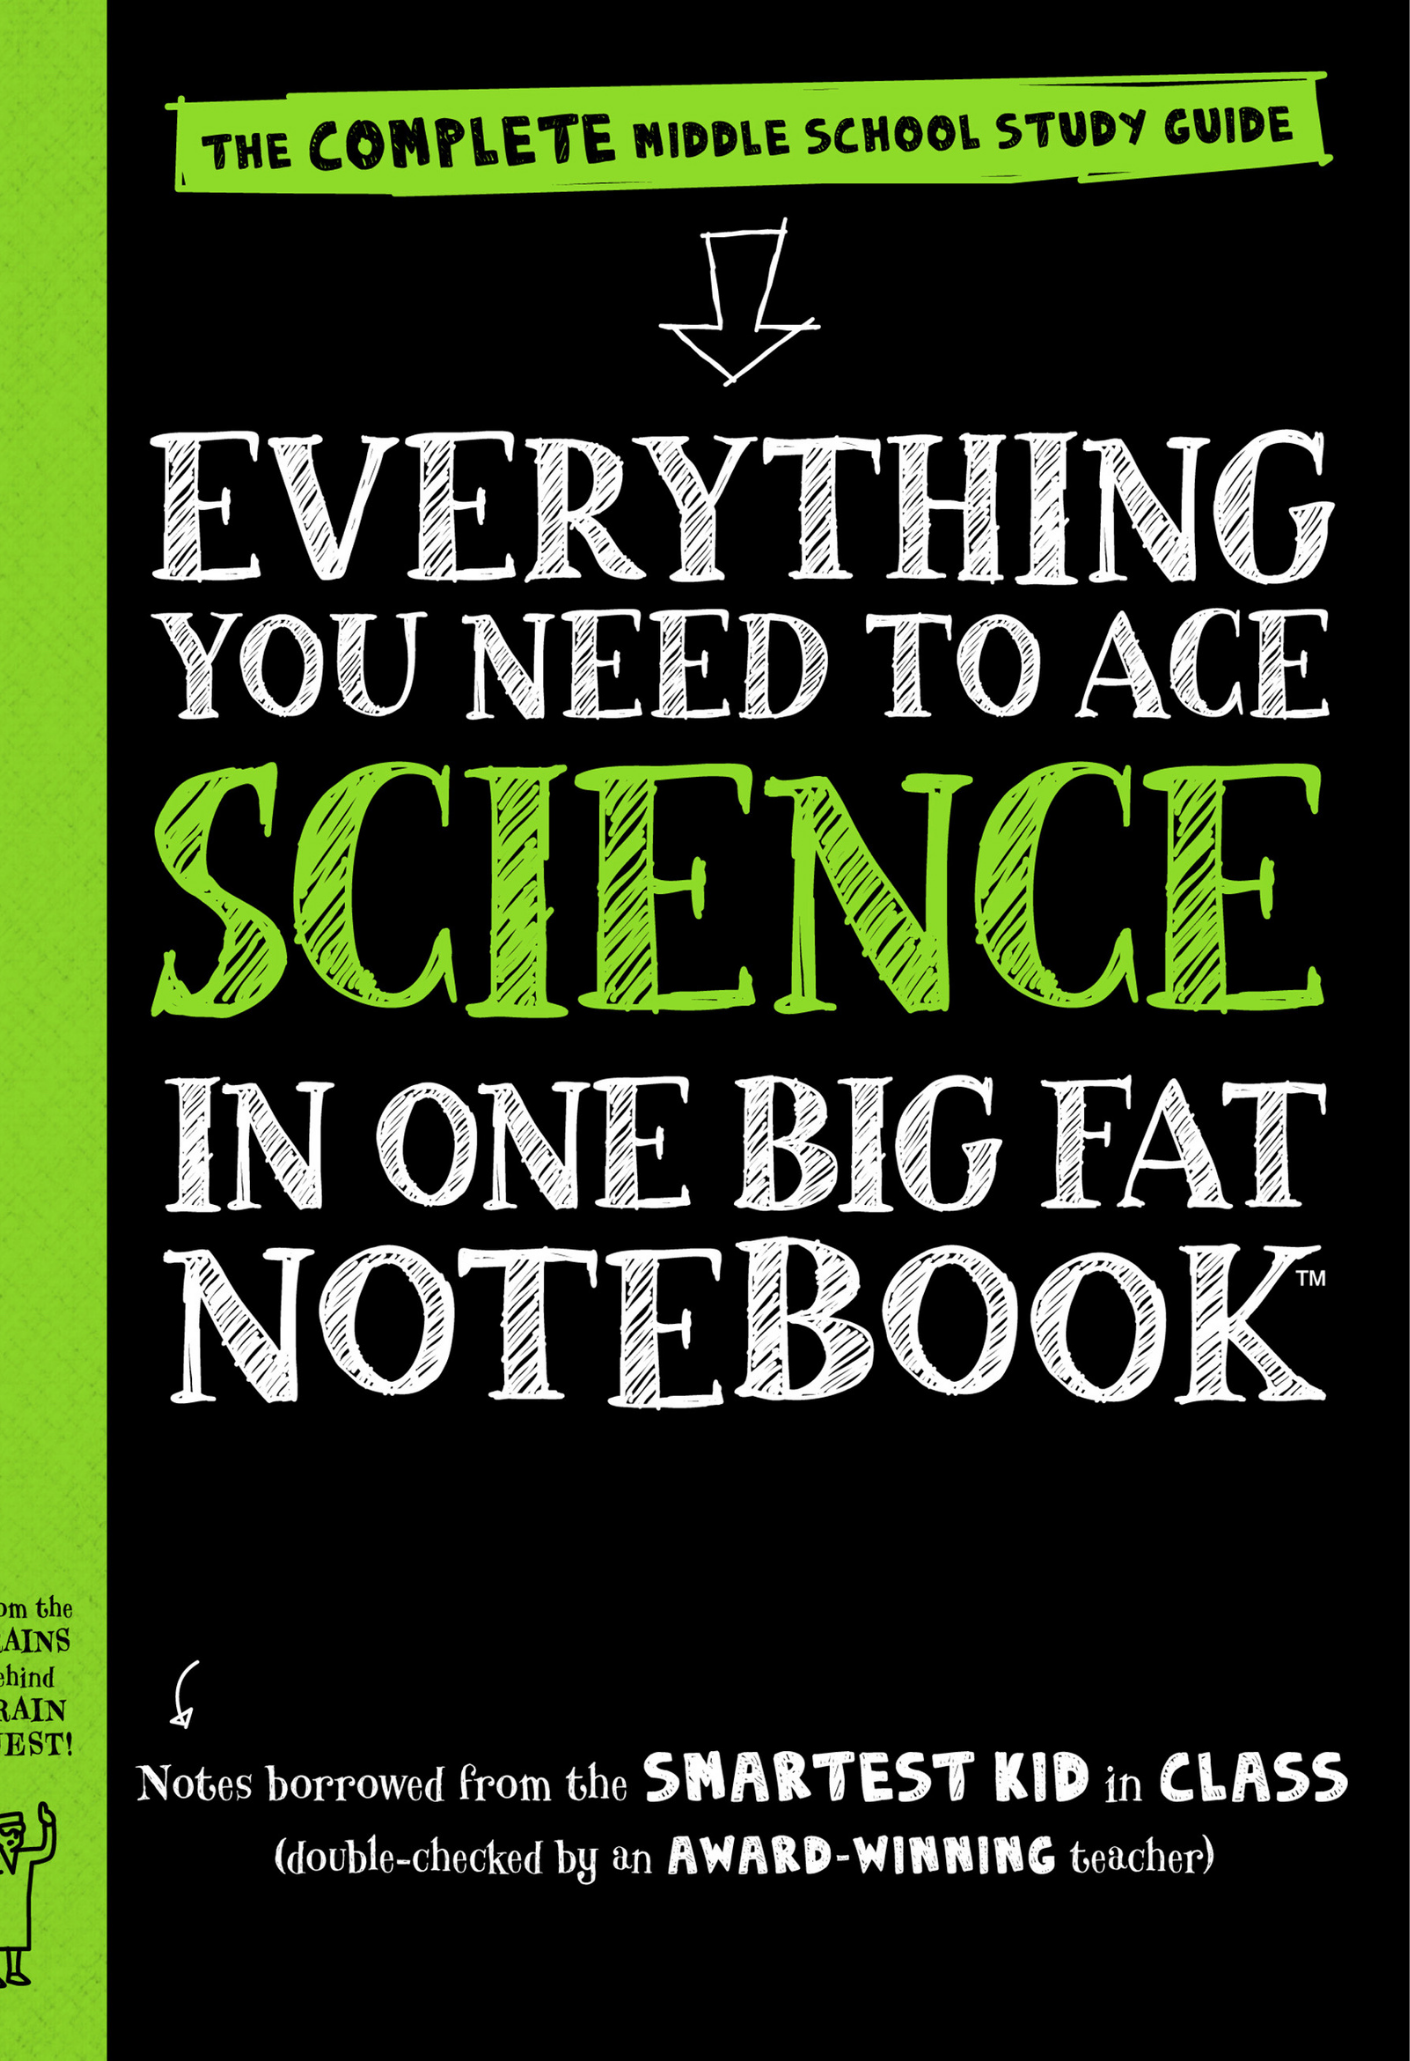 THE COMPLETE MIDDLE SCHOOL STUDY GUIDE
EVERYTHING
YOU NEED TO ACE
SCIENCE
IN ONE BIG FAT
NOTEBOOK™
the
Notes borrowed from the SMARTEST KID in CLASS
(double-checked by an AWARD-WINNING teacher)